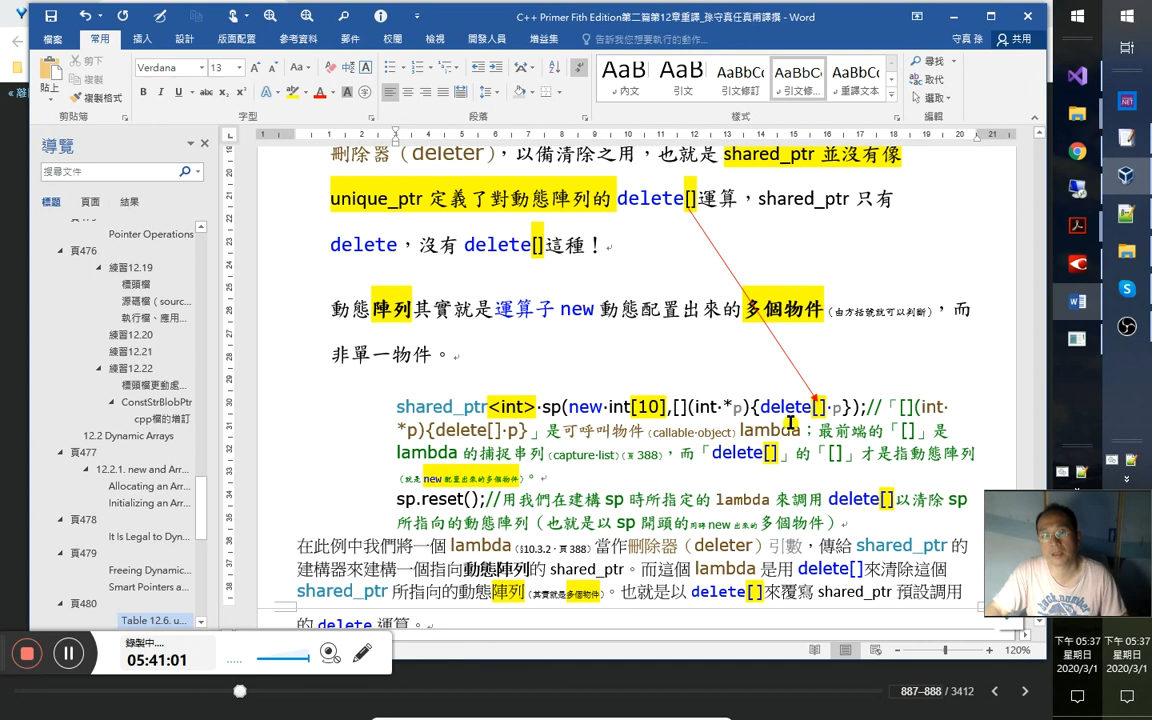 C++ Primer Fith Edition第二篇第12章重譯_孫守真任真甫譯撰 - Word
檔案 常用 插入 設計 版面配置 參考資料 郵件 校閱 檢視 開發人員 增益集 告訴我您想要執行的動作... 守真 孫 共用
剪下
複製
複製格式
貼上
Verdana 13
AaBbC AaBbC AaBbCc AaBbCc AaBbCc
內文 引文 引文修訂 引文修... 重譯文本
尋找
取代
選取
剪貼簿 字型 段落 樣式 編輯
導覽
搜尋文件
標題 頁面 結果
Pointer Operations
頁476
練習12.19
標頭檔
源碼檔（sourc...
執行檔、應用...
練習12.20
練習12.21
練習12.22
標頭檔更動處...
ConstStrBlobPtr
cpp檔的增訂
12.2 Dynamic Arrays
頁477
12.2.1. new and Arr...
Allocating an Arr...
Initializing an Arr...
頁478
It Is Legal to Dyn...
頁479
Freeing Dynamic...
Smart Pointers a...
頁480
Table 12.6. u...
刪除器（deleter），以備清除之用，也就是 shared_ptr 並沒有像
unique_ptr 定義了對動態陣列的 delete[]運算，shared_ptr 只有
delete，沒有 delete[]這種！
動態陣列其實就是運算子 new 動態配置出來的多個物件（由方括號就可以判斷），而
非單一物件。
shared_ptr<int>·sp(new·int[10],[](int·*p){delete[]·p});//「[](int·
*p){delete[]·p}」是可呼叫物件（callable·object）lambda；最前端的「[]」是
lambda 的捕捉串列（capture·list）（頁 388），而「delete[]」的「[]」才是指動態陣列
（就是 new 配置出來的多個物件）。
sp.reset();//用我們在建構 sp 時所指定的 lambda 來調用 delete[]以清除 sp
所指向的動態陣列（也就是以 sp 開頭的同時 new 出來的多個物件）
在此例中我們將一個 lambda（§10.3.2，頁 388）當作刪除器（deleter）引數，傳給 shared_ptr 的
建構器來建構一個指向動態陣列的 shared_ptr。而這個 lambda 是用 delete[]來清除這個
shared_ptr 所指向的動態陣列（其實就是多個物件）。也就是以 delete[]來覆寫 shared_ptr 預設調用
的 delete 運算。
120%
錄製中....
05:41:01
887–888 / 3412
下午 05:37
星期日
2020/3/1
下午 05:37
星期日
2020/3/1